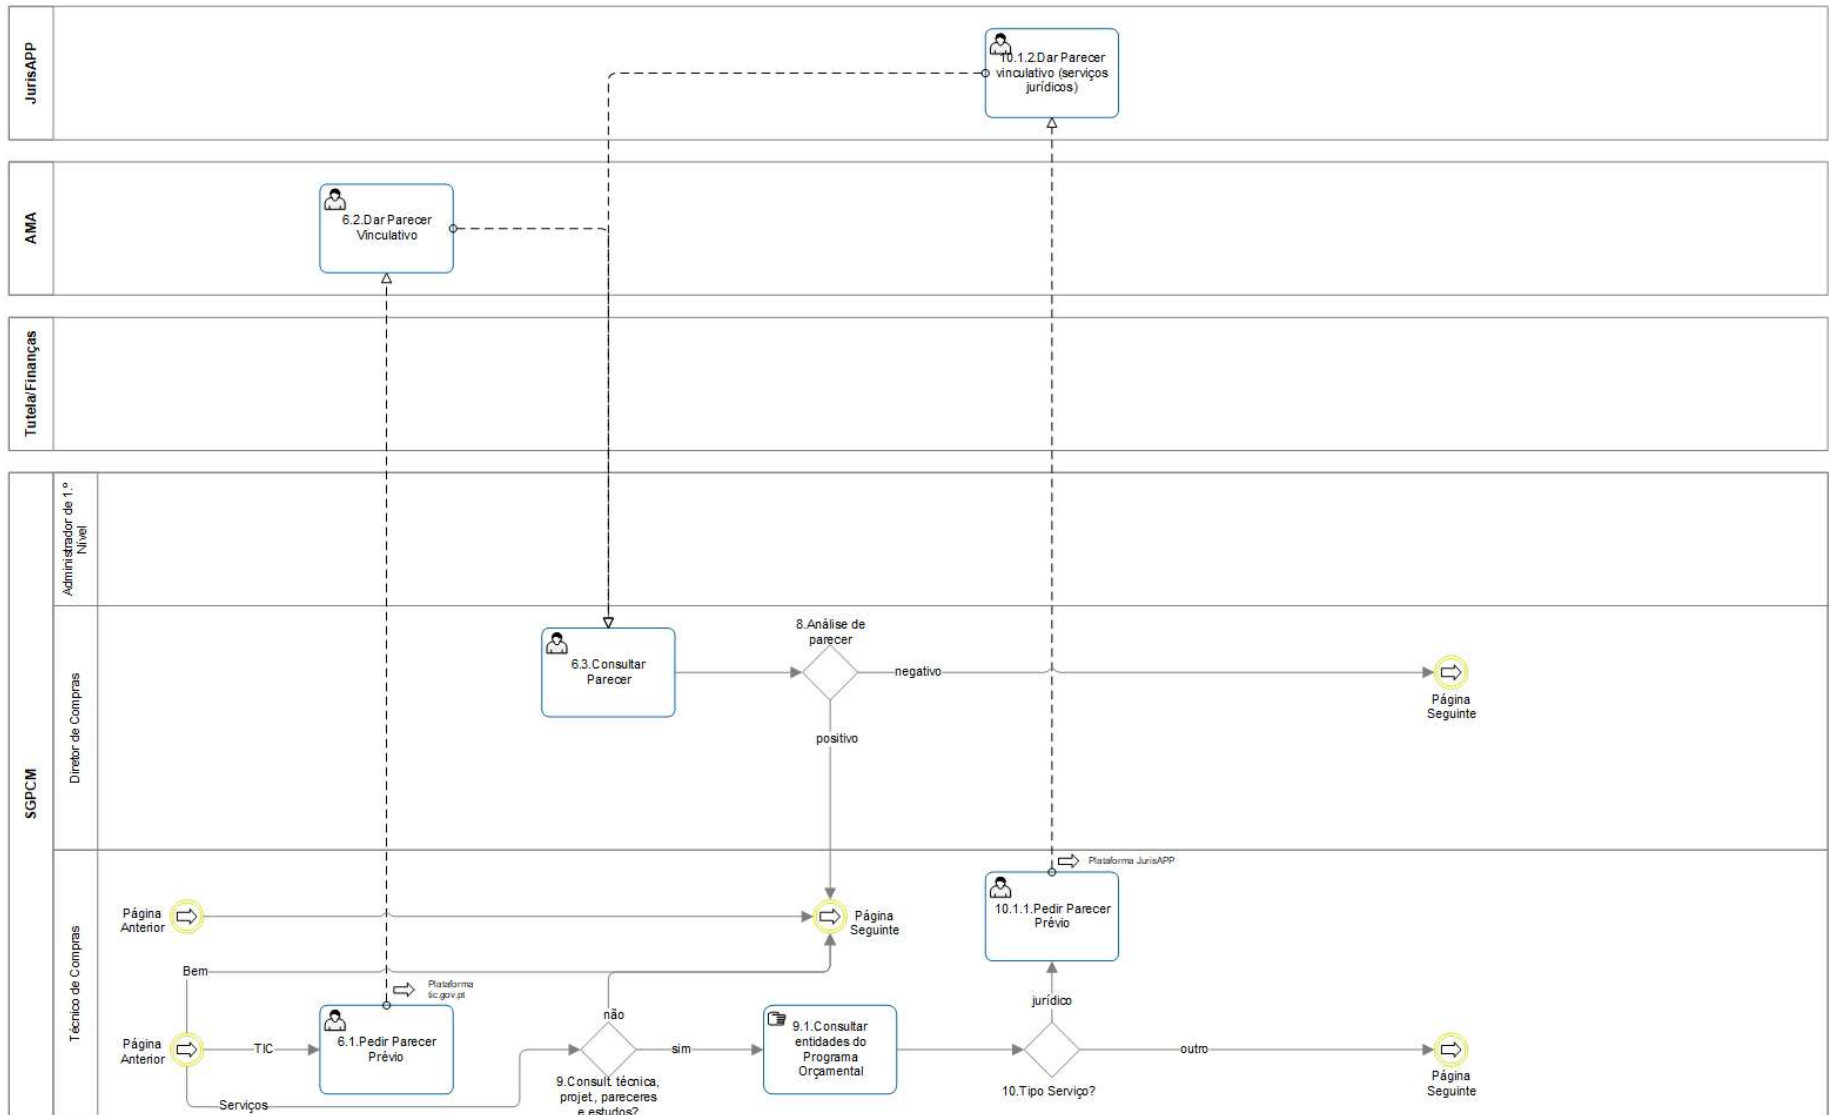 JurisAPP
10.1.2.Dar Parecer
vinculativo (serviços
jurídicos)
AMA
6.2.Dar Parecer
Vinculativo
Tutela/Finanças
SGPCM
Administrador de 1.º
Nível
Diretor de Compras
6.3.Consultar
Parecer
8.Análise de
parecer
negativo
Página
Seguinte
positivo
Técnico de Compras
Página
Anterior
Página
Seguinte
Plataforma JurisAPP
10.1.1.Pedir Parecer
Prévio
Bem
Plataforma
tic.gov.pt
Página
Anterior
TIC
6.1.Pedir Parecer
Prévio
Serviços
não
9.Consult. técnica,
projet., pareceres
e estudos?
sim
9.1.Consultar
entidades do
Programa
Orçamental
jurídico
10.Tipo Serviço?
outro
Página
Seguinte